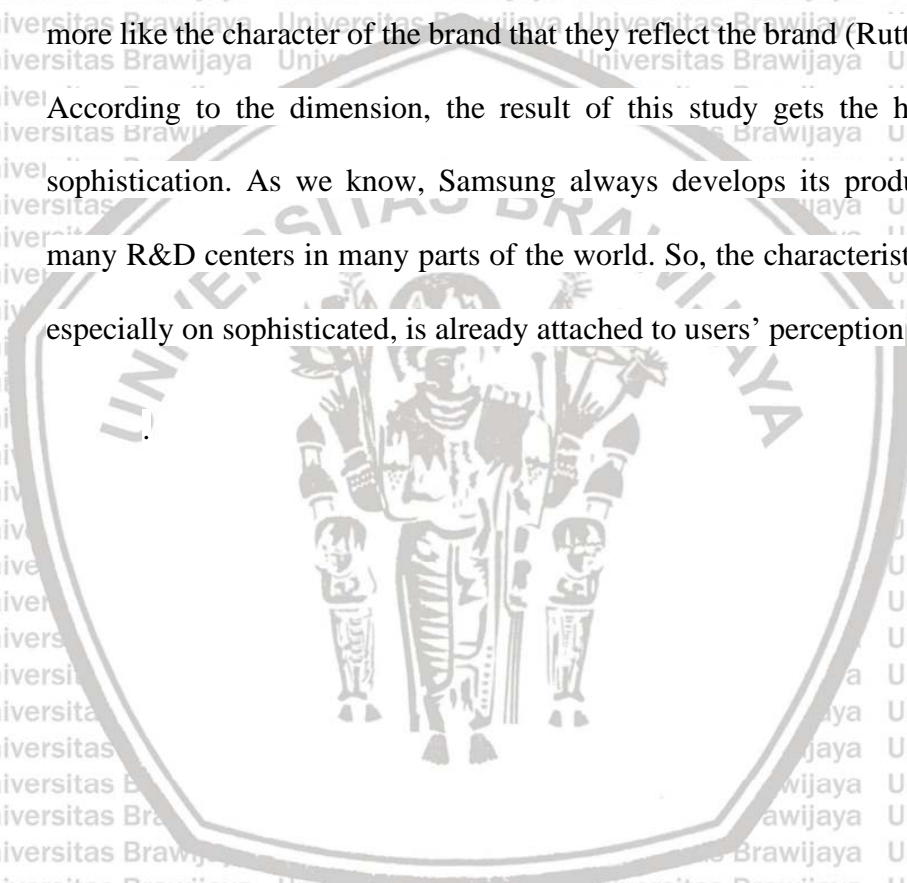 more like the character of the brand that they reflect the brand (Rutt
According to the dimension, the result of this study gets the h
sophistication. As we know, Samsung always develops its produ
many R&D centers in many parts of the world. So, the characterist
especially on sophisticated, is already attached to users’ perception
.
UNIVERSITAS BRAWIJAYA